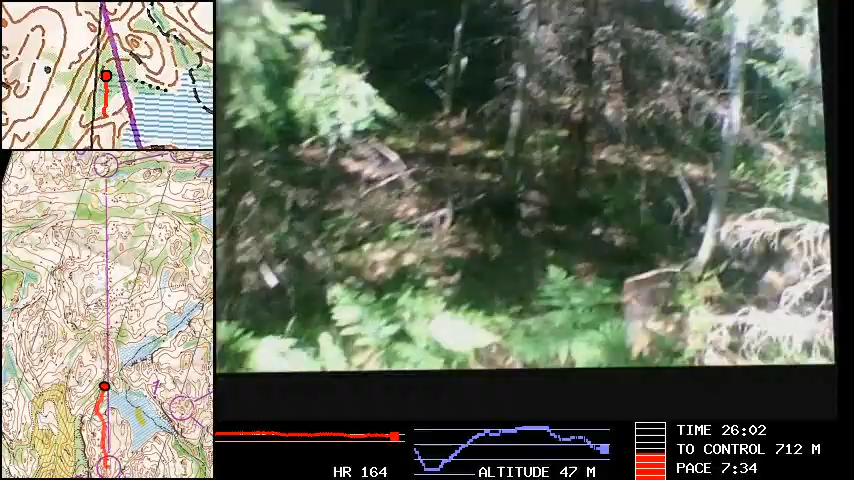 HR 164
ALTITUDE 47 M
TIME 26:02
TO CONTROL 712 M
PACE 7:34